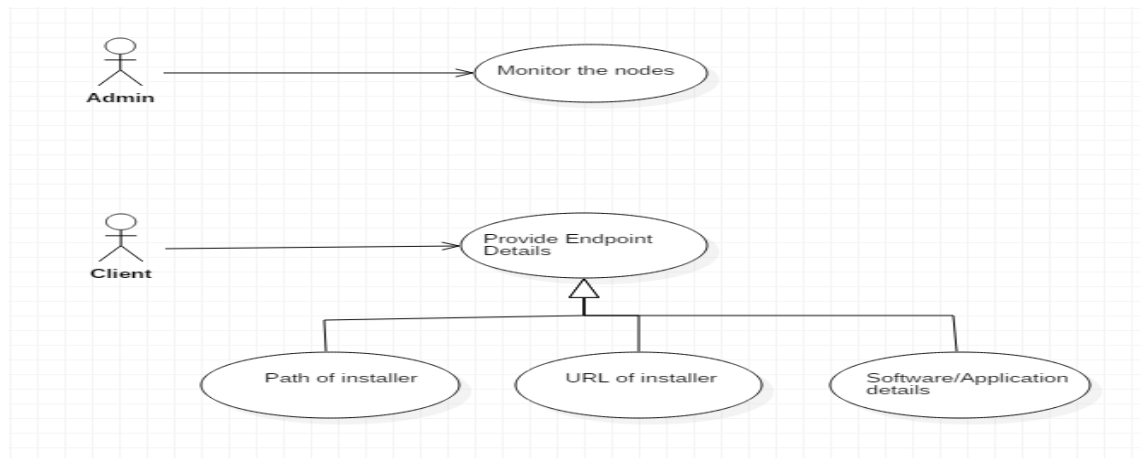 Monitor the nodes
Admin
Provide Endpoint
Details
Client
Path of installer
URL of installer
Software/Application
details